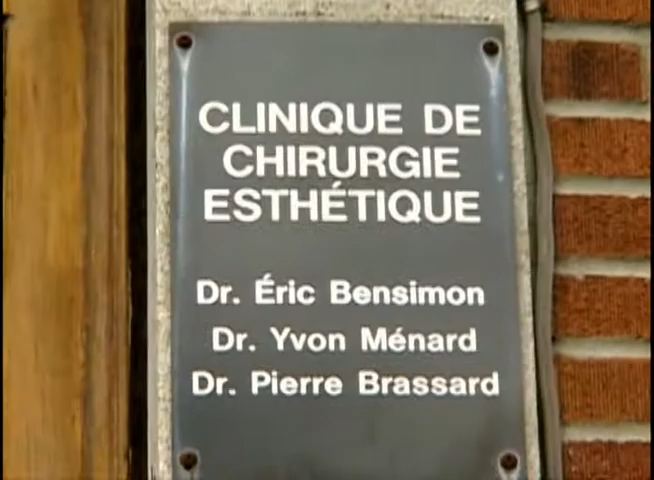 CLINIQUE DE
CHIRURGIE
ESTHÉTIQUE
Dr. Éric Bensimon
Dr. Yvon Ménard
Dr. Pierre Brassard